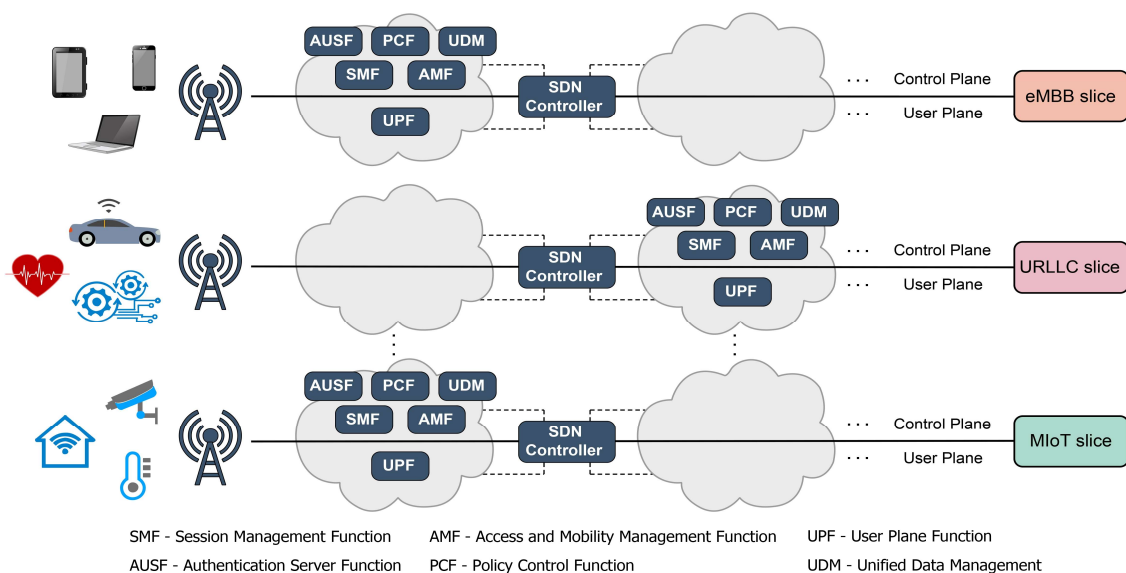 AUSF PCF UDM
SMF AMF
SDN
Controller
UPF
··· Control Plane
··· User Plane
eMBB slice
AUSF PCF UDM
SMF AMF
SDN
Controller
UPF
··· Control Plane
··· User Plane
URLLC slice
AUSF PCF UDM
SMF AMF
SDN
Controller
UPF
··· Control Plane
··· User Plane
MIoT slice
SMF - Session Management Function AMF - Access and Mobility Management Function UPF - User Plane Function
AUSF - Authentication Server Function PCF - Policy Control Function UDM - Unified Data Management